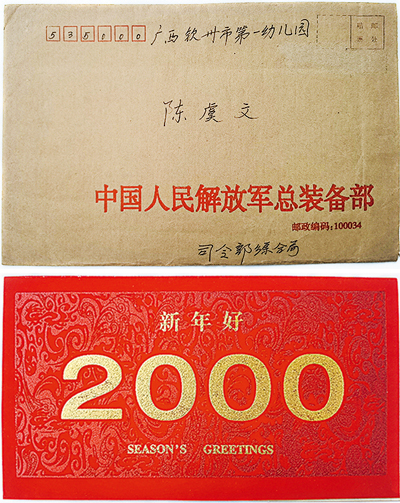 535000 广西钦州市第一幼儿园
贴邮
票处
陈虞文
中国人民解放军总装备部
邮政编码:100034
司令部综合局
新年好
2000
SEASON'S GREETINGS